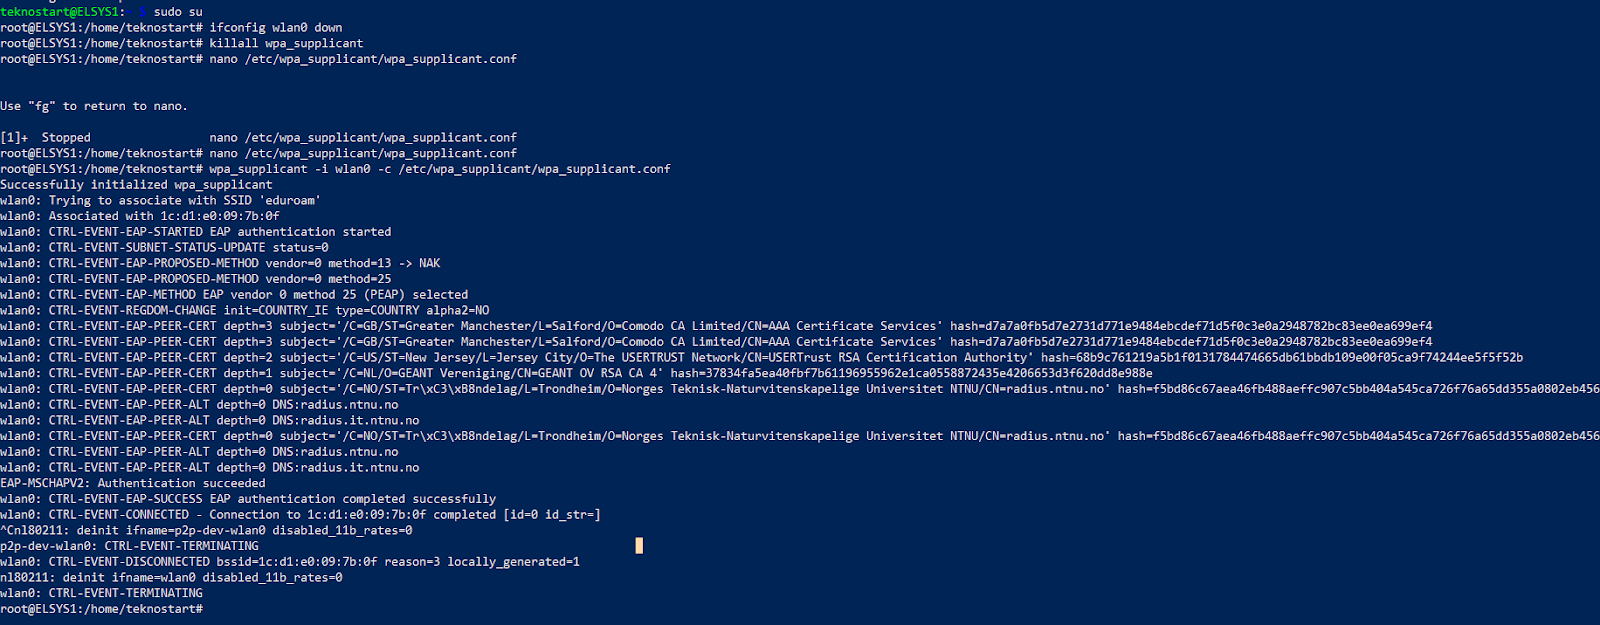 teknostart@ELSYS1: $ sudo su
root@ELSYS1:/home/teknostart# ifconfig wlan0 down
root@ELSYS1:/home/teknostart# killall wpa_supplicant
root@ELSYS1:/home/teknostart# nano /etc/wpa_supplicant/wpa_supplicant.conf
Use "fg" to return to nano.
[1]+  Stopped                 nano /etc/wpa_supplicant/wpa_supplicant.conf
root@ELSYS1:/home/teknostart# nano /etc/wpa_supplicant/wpa_supplicant.conf
root@ELSYS1:/home/teknostart# wpa_supplicant -i wlan0 -c /etc/wpa_supplicant/wpa_supplicant.conf
Successfully initialized wpa_supplicant
wlan0: Trying to associate with SSID 'eduroam'
wlan0: Associated with 1c:d1:e0:09:7b:0f
wlan0: CTRL-EVENT-EAP-STARTED EAP authentication started
wlan0: CTRL-EVENT-SUBNET-STATUS-UPDATE status=0
wlan0: CTRL-EVENT-EAP-PROPOSED-METHOD vendor=0 method=13 -> NAK
wlan0: CTRL-EVENT-EAP-PROPOSED-METHOD vendor=0 method=25
wlan0: CTRL-EVENT-EAP-METHOD EAP vendor 0 method 25 (PEAP) selected
wlan0: CTRL-EVENT-REGDOM-CHANGE init=COUNTRY_IE type=COUNTRY alpha2=NO
wlan0: CTRL-EVENT-EAP-PEER-CERT depth=3 subject='/C=GB/ST=Greater Manchester/L=Salford/O=Comodo CA Limited/CN=AAA Certificate Services' hash=d7a7a0fb5d7e2731d771e9484ebcdef71d5f0c3e0a2948782bc83ee0ea699ef4
wlan0: CTRL-EVENT-EAP-PEER-CERT depth=3 subject='/C=GB/ST=Greater Manchester/L=Salford/O=Comodo CA Limited/CN=AAA Certificate Services' hash=d7a7a0fb5d7e2731d771e9484ebcdef71d5f0c3e0a2948782bc83ee0ea699ef4
wlan0: CTRL-EVENT-EAP-PEER-CERT depth=2 subject='/C=US/ST=New Jersey/L=Jersey City/O=The USERTRUST Network/CN=USERTrust RSA Certification Authority' hash=68b9c761219a5b1f0131784474665db61bbdb109e00f05ca9f74244ee5f5f52b
wlan0: CTRL-EVENT-EAP-PEER-CERT depth=1 subject='/C=NL/O=GEANT Vereniging/CN=GEANT OV RSA CA 4' hash=37834fa5ea40fbf7b61196955962e1ca0558872435e4206653d3f620dd8e988e
wlan0: CTRL-EVENT-EAP-PEER-CERT depth=0 subject='/C=NO/ST=Tr\xC3\xB8ndelag/L=Trondheim/O=Norges Teknisk-Naturvitenskapelige Universitet NTNU/CN=radius.ntnu.no' hash=f5bd86c67aea46fb488aeffc907c5bb404a545ca726f76a65dd355a0802eb456
wlan0: CTRL-EVENT-EAP-PEER-ALT depth=0 DNS:radius.ntnu.no
wlan0: CTRL-EVENT-EAP-PEER-ALT depth=0 DNS:radius.it.ntnu.no
wlan0: CTRL-EVENT-EAP-PEER-CERT depth=0 subject='/C=NO/ST=Tr\xC3\xB8ndelag/L=Trondheim/O=Norges Teknisk-Naturvitenskapelige Universitet NTNU/CN=radius.ntnu.no' hash=f5bd86c67aea46fb488aeffc907c5bb404a545ca726f76a65dd355a0802eb456
wlan0: CTRL-EVENT-EAP-PEER-ALT depth=0 DNS:radius.ntnu.no
wlan0: CTRL-EVENT-EAP-PEER-ALT depth=0 DNS:radius.it.ntnu.no
EAP-MSCHAPV2: Authentication succeeded
wlan0: CTRL-EVENT-EAP-SUCCESS EAP authentication completed successfully
wlan0: CTRL-EVENT-CONNECTED - Connection to 1c:d1:e0:09:7b:0f completed [id=0 id_str=]
^Cnl80211: deinit ifname=p2p-dev-wlan0 disabled_11b_rates=0
p2p-dev-wlan0: CTRL-EVENT-TERMINATING
wlan0: CTRL-EVENT-DISCONNECTED bssid=1c:d1:e0:09:7b:0f reason=3 locally_generated=1
nl80211: deinit ifname=wlan0 disabled_11b_rates=0
wlan0: CTRL-EVENT-TERMINATING
root@ELSYS1:/home/teknostart#